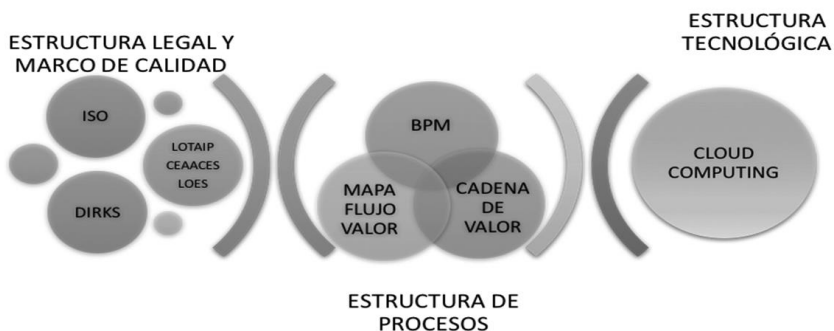 ESTRUCTURA LEGAL Y
MARCO DE CALIDAD
ISO
LOTAIP
CEAACES
LOES
DIRKS
BPM
MAPA
FLUJO
VALOR
CADENA
DE
VALOR
ESTRUCTURA DE
PROCESOS
ESTRUCTURA
TECNOLÓGICA
CLOUD
COMPUTING